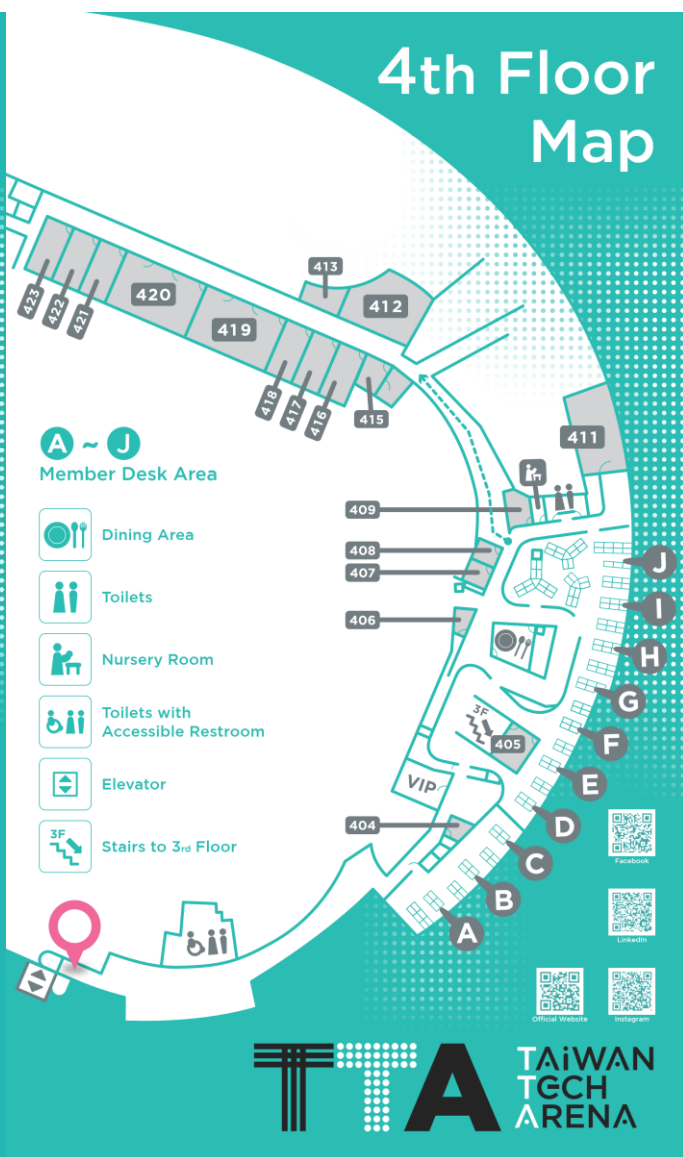 4th Floor
Map
413
412
423
422
421
420
419
418
417
416
415
411
A ~ J
Member Desk Area
Dining Area
Toilets
Nursery Room
Toilets with
Accessible Restroom
Elevator
3F
Stairs to 3rd Floor
409
408
407
406
3F
405
VIP
404
J
I
H
G
F
E
D
C
B
A
Facebook
LinkedIn
Official Website
Instagram
TTA
TAiWAN
TECH
ARENA